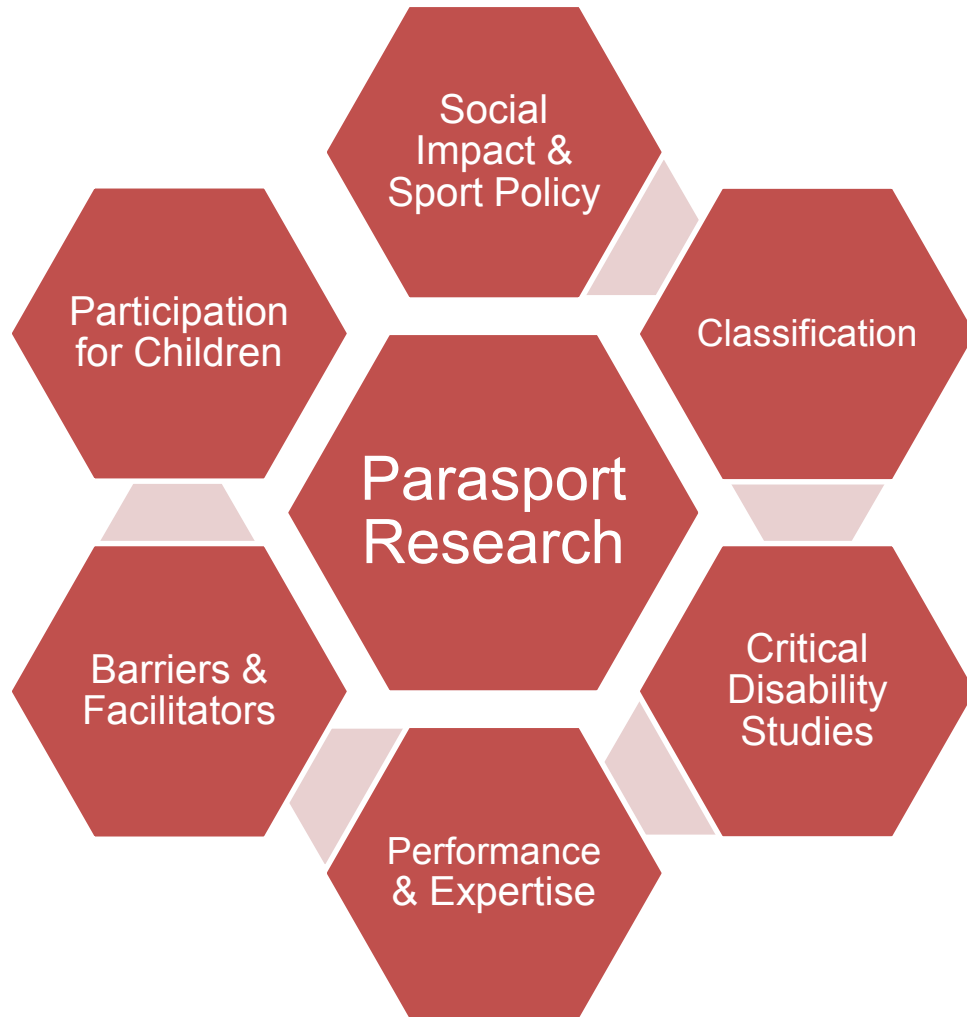 Social
Impact &
Sport Policy
Participation
for Children
Classification
Parasport
Research
Barriers &
Facilitators
Critical
Disability
Studies
Performance
& Expertise